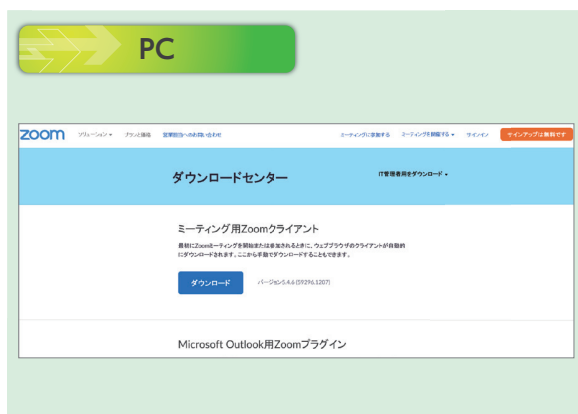 PC
zoom ソリューション▼ プランと価格 営業担当へのお問い合わせ ミーティングに参加する ミーティングを開催する▼ サインイン サインアップは無料です
ダウンロードセンター
IT管理者用をダウンロード▼
ミーティング用Zoomクライアント
最初にZoomミーティングを開始または参加されるときに、ウェブブラウザのクライアントが自動的
にダウンロードされます。ここから手動でダウンロードすることもできます。
ダウンロード バージョン5.4.6 (59296.1207)
Microsoft Outlook用Zoomプラグイン